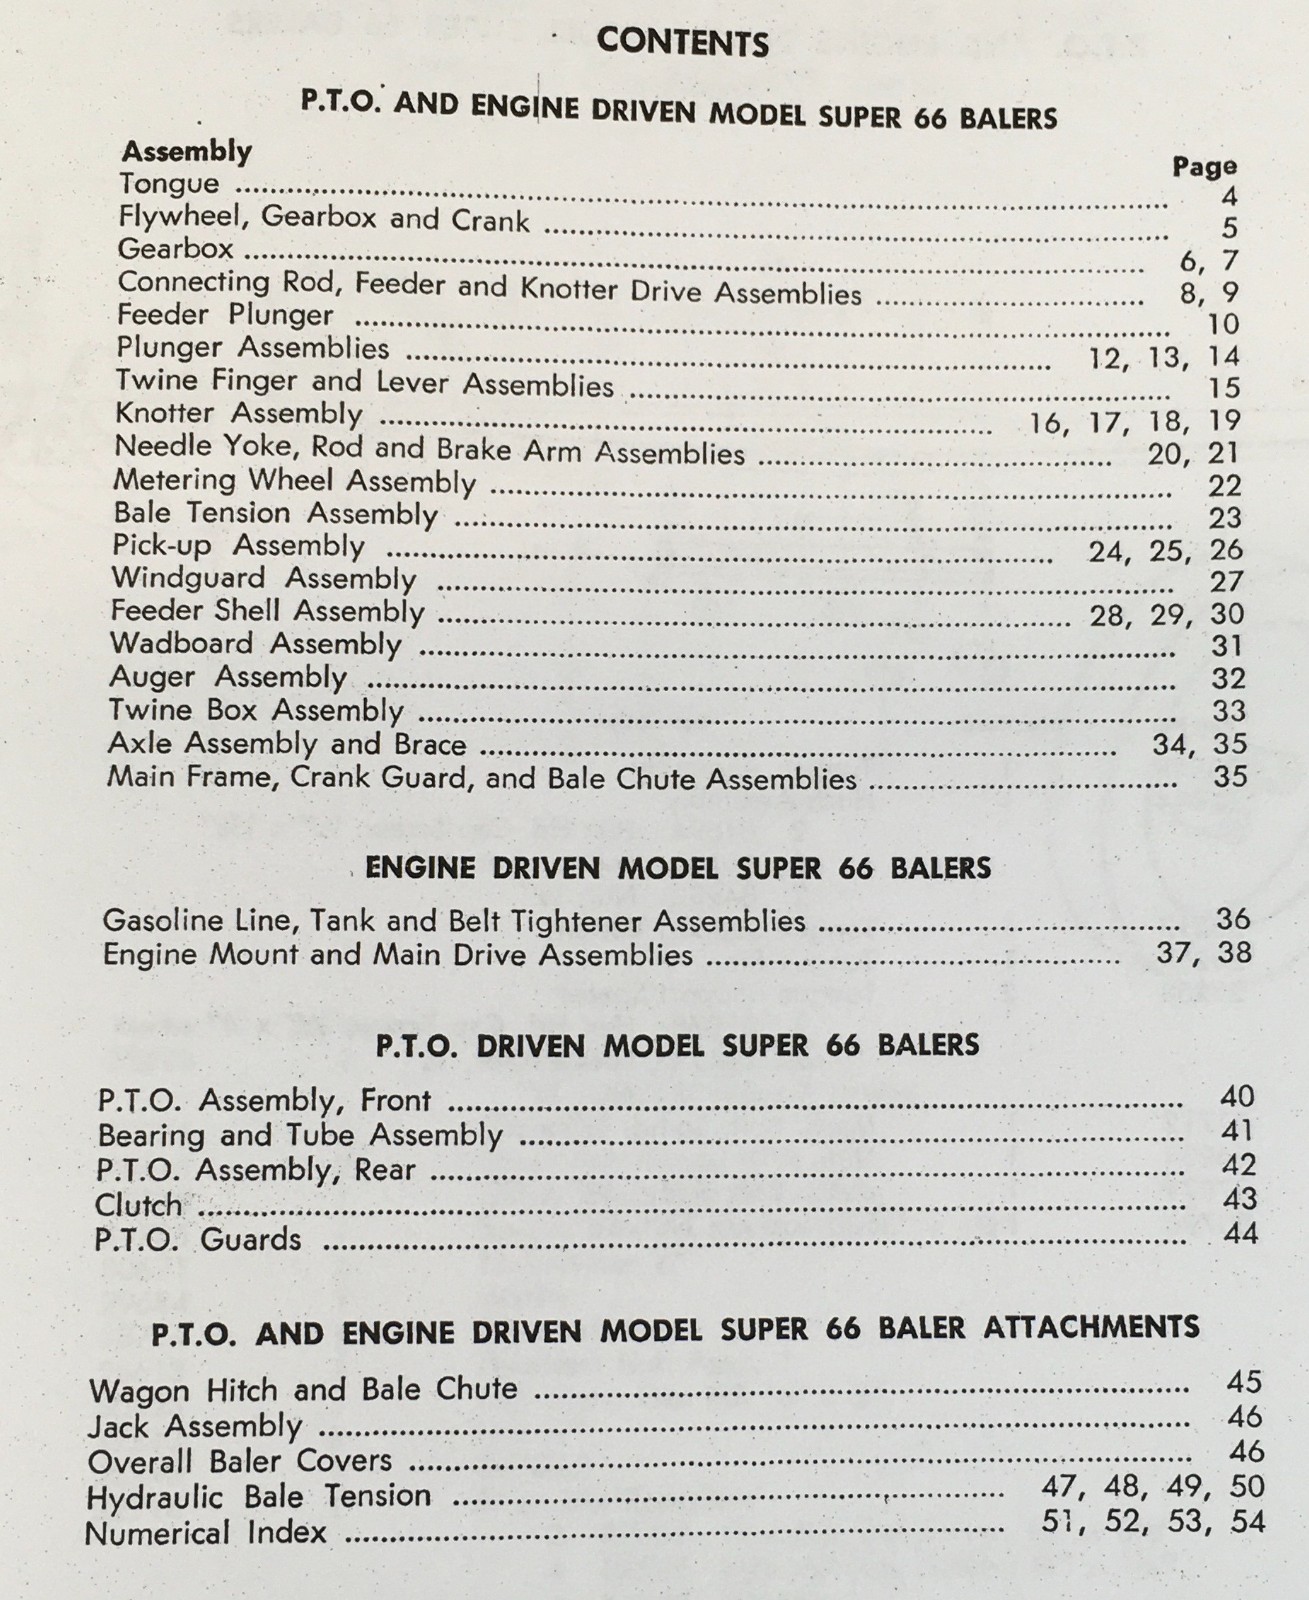 CONTENTS
P.T.O. AND ENGINE DRIVEN MODEL SUPER 66 BALERS
Assembly Page
Tongue ........ 4
Flywheel, Gearbox and Crank ........ 5
Gearbox ........ 6, 7
Connecting Rod, Feeder and Knotter Drive Assemblies ........ 8, 9
Feeder Plunger ........ 10
Plunger Assemblies ........ 12, 13, 14
Twine Finger and Lever Assemblies ........ 15
Knotter Assembly ........ 16, 17, 18, 19
Needle Yoke, Rod and Brake Arm Assemblies ........ 20, 21
Metering Wheel Assembly ........ 22
Bale Tension Assembly ........ 23
Pick-up Assembly ........ 24, 25, 26
Windguard Assembly ........ 27
Feeder Shell Assembly ........ 28, 29, 30
Wadboard Assembly ........ 31
Auger Assembly ........ 32
Twine Box Assembly ........ 33
Axle Assembly and Brace ........ 34, 35
Main Frame, Crank Guard, and Bale Chute Assemblies ........ 35
ENGINE DRIVEN MODEL SUPER 66 BALERS
Gasoline Line, Tank and Belt Tightener Assemblies ........ 36
Engine Mount and Main Drive Assemblies ........ 37, 38
P.T.O. DRIVEN MODEL SUPER 66 BALERS
P.T.O. Assembly, Front ........ 40
Bearing and Tube Assembly ........ 41
P.T.O. Assembly, Rear ........ 42
Clutch ........ 43
P.T.O. Guards ........ 44
P.T.O. AND ENGINE DRIVEN MODEL SUPER 66 BALER ATTACHMENTS
Wagon Hitch and Bale Chute ........ 45
Jack Assembly ........ 46
Overall Baler Covers ........ 46
Hydraulic Bale Tension ........ 47, 48, 49, 50
Numerical Index ........ 51, 52, 53, 54